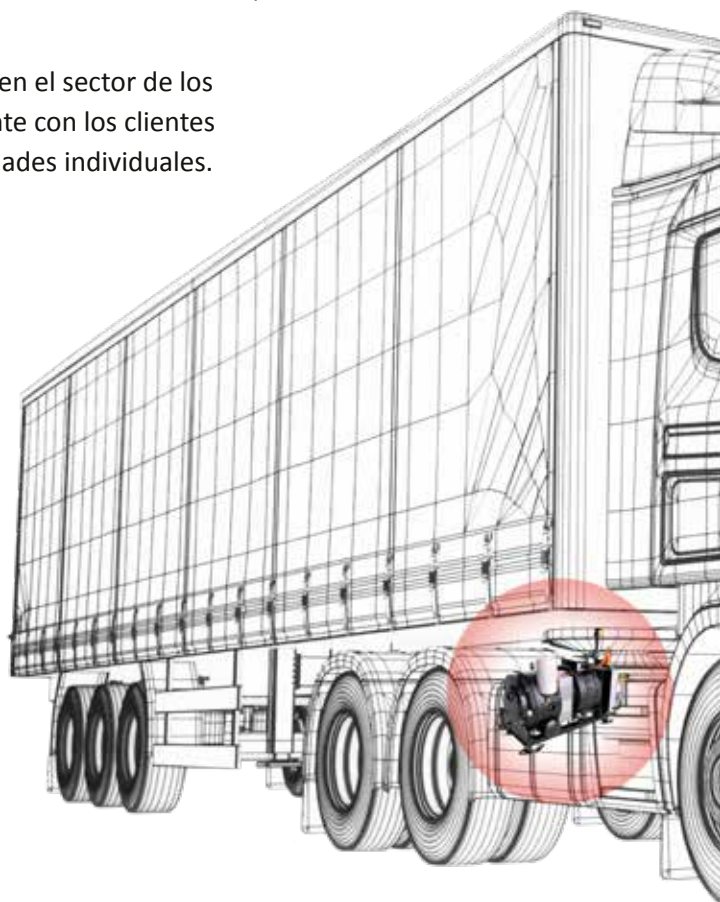 en el sector de los
nte con los clientes
ades individuales.